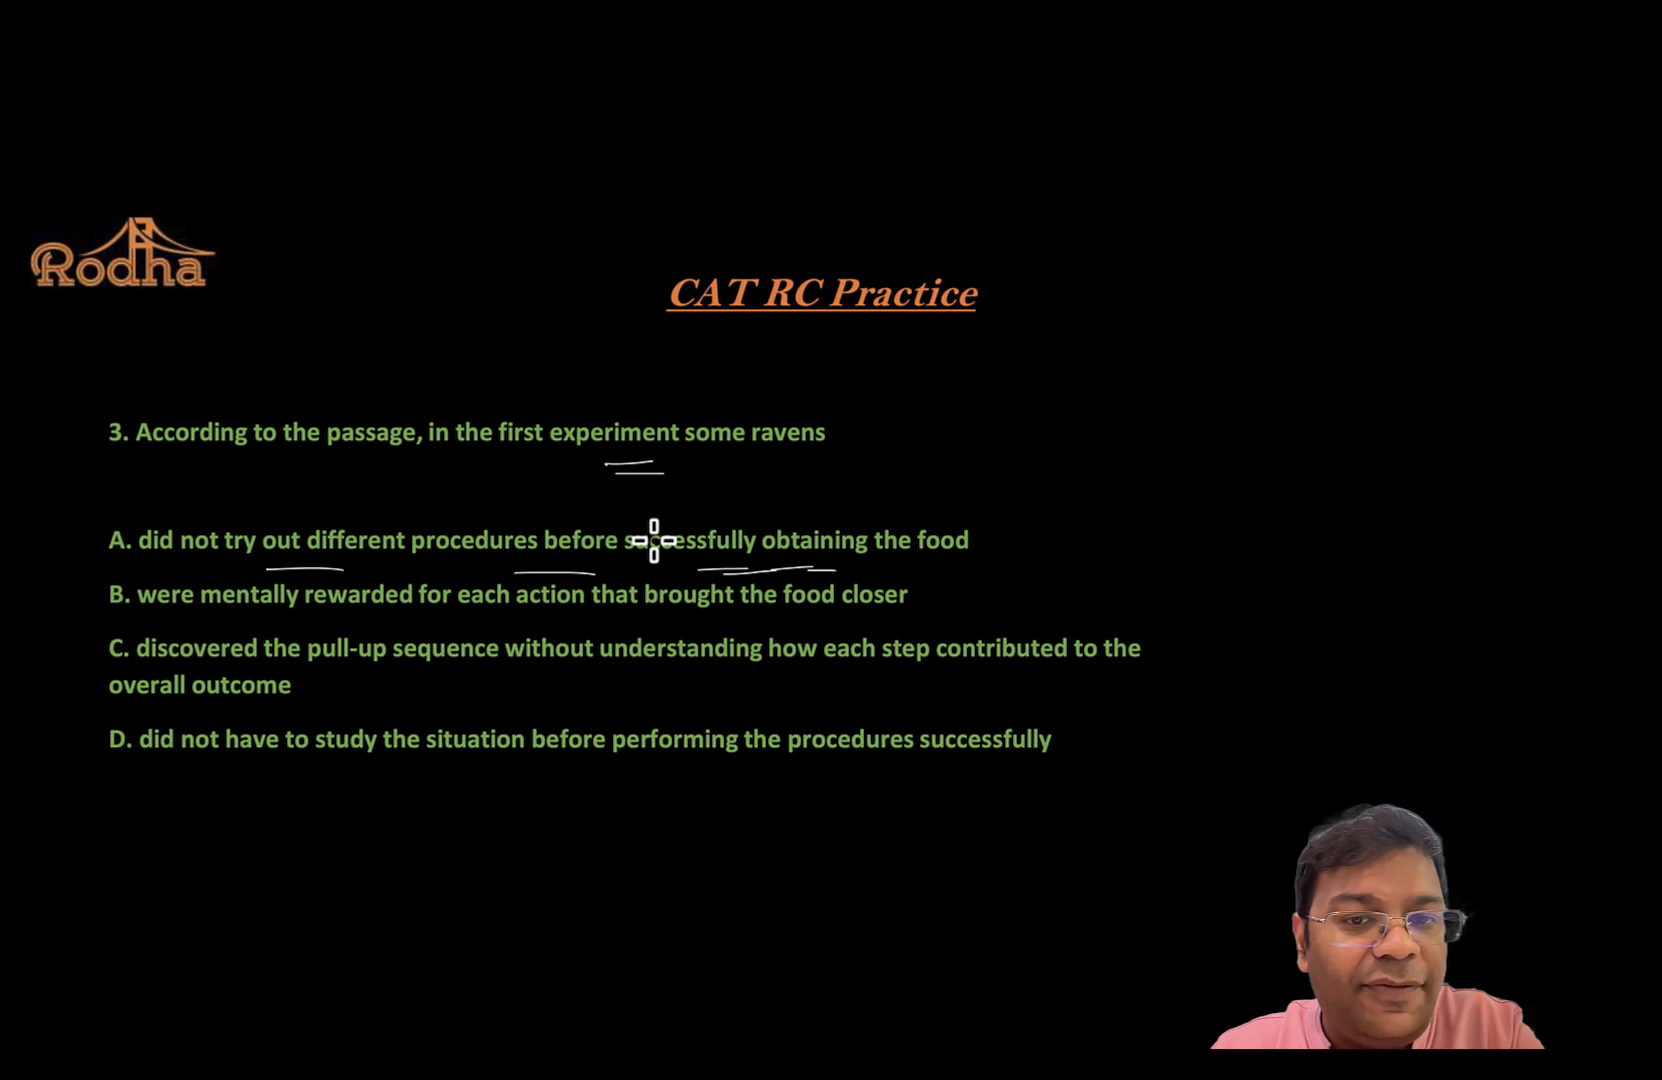 Rodha
CAT RC Practice
3. According to the passage, in the first experiment some ravens
A. did not try out different procedures before successfully obtaining the food
B. were mentally rewarded for each action that brought the food closer
C. discovered the pull-up sequence without understanding how each step contributed to the
overall outcome
D. did not have to study the situation before performing the procedures successfully